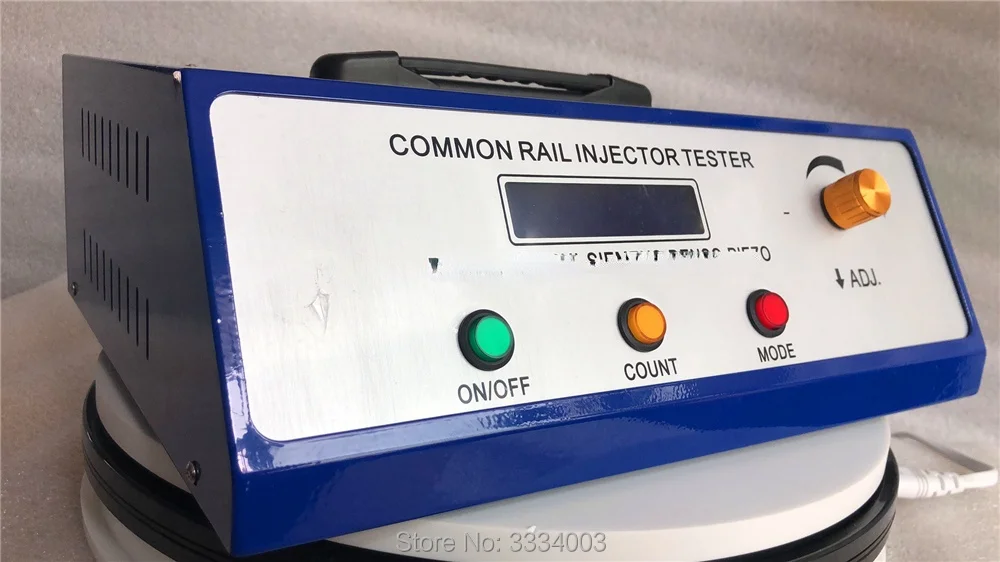 COMMON RAIL INJECTOR TESTER
-
ADJ.
ON/OFF
COUNT
MODE
Store No: 3334003